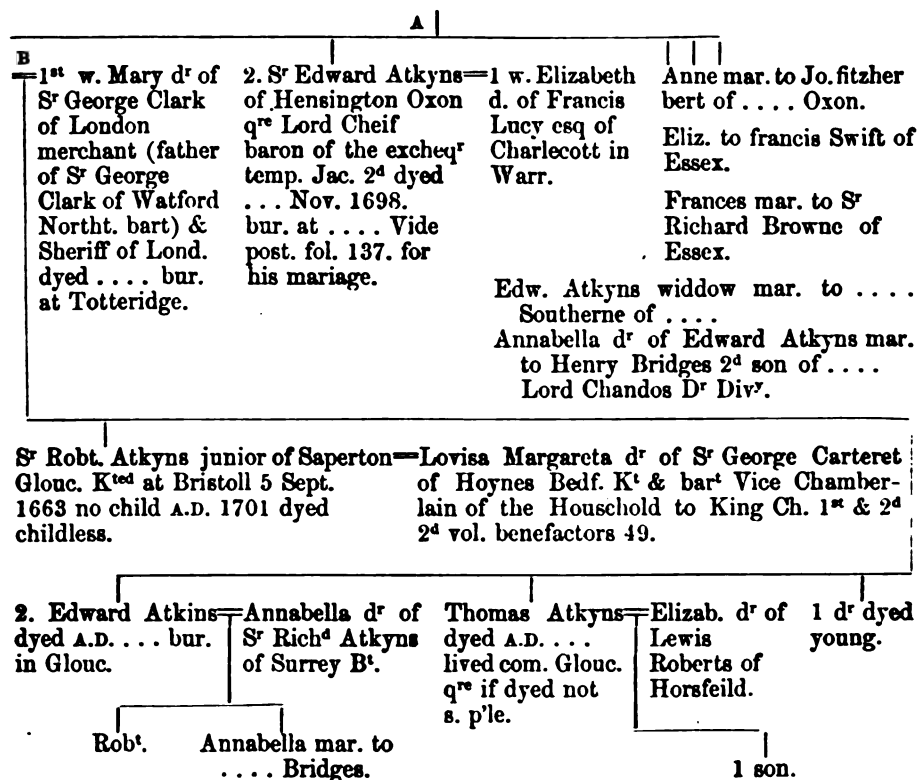 A
B
=1st w. Mary dr of
Sr George Clark
of London
merchant (father
of Sr George
Clark of Watford
Northt. bart) &
Sheriff of Lond.
dyed . . . . bur.
at Totteridge.
2. Sr Edward Atkyns=
of Hensington Oxon
qre Lord Cheif
baron of the excheqr
temp. Jac. 2d dyed
. . . Nov. 1698.
bur. at . . . . Vide
post. fol. 137. for
his mariage.
1 w. Elizabeth
d. of Francis
Lucy esq of
Charlecott in
Warr.
Anne mar. to Jo. fitzher
bert of . . . . Oxon.
Eliz. to francis Swift of
Essex.
Frances mar. to Sr
Richard Browne of
Essex.
Edw. Atkyns widdow mar. to . . . .
Southerne of . . . .
Annabella dr of Edward Atkyns mar.
to Henry Bridges 2d son of . . . .
Lord Chandos Dr Divy.
Sr Robt. Atkyns junior of Saperton=
Glouc. Kted at Bristoll 5 Sept.
1663 no child A.D. 1701 dyed
childless.
Lovisa Margareta dr of Sr George Carteret
of Hoynes Bedf. Kt & bart Vice Chamber-
lain of the Houshold to King Ch. 1st & 2d
2d vol. benefactors 49.
2. Edward Atkins=
dyed A.D. . . . . bur.
in Glouc.
Annabella dr of
Sr Richd Atkyns
of Surrey Bt.
Thomas Atkyns=
dyed A.D. . . . .
lived com. Glouc.
qre if dyed not
s. p'le.
Elizab. dr of
Lewis
Roberts of
Horsfeild.
1 dr dyed
young.
Robt.
Annabella mar. to
. . . . Bridges.
1 son.